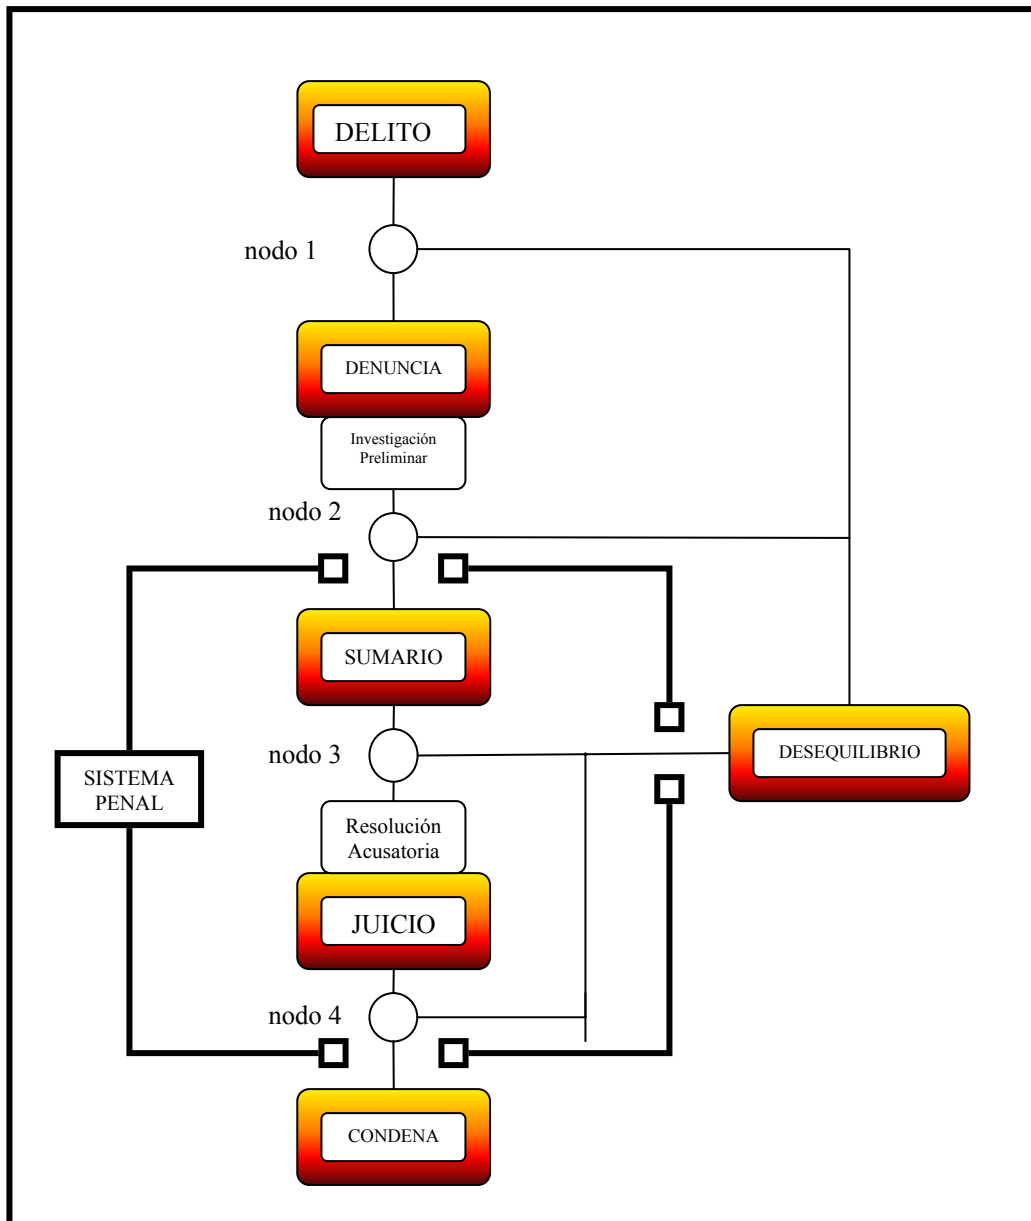 DELITO
nodo 1
DENUNCIA
Investigación
Preliminar
nodo 2
SUMARIO
nodo 3
DESEQUILIBRIO
SISTEMA
PENAL
Resolución
Acusatoria
JUICIO
nodo 4
CONDENA